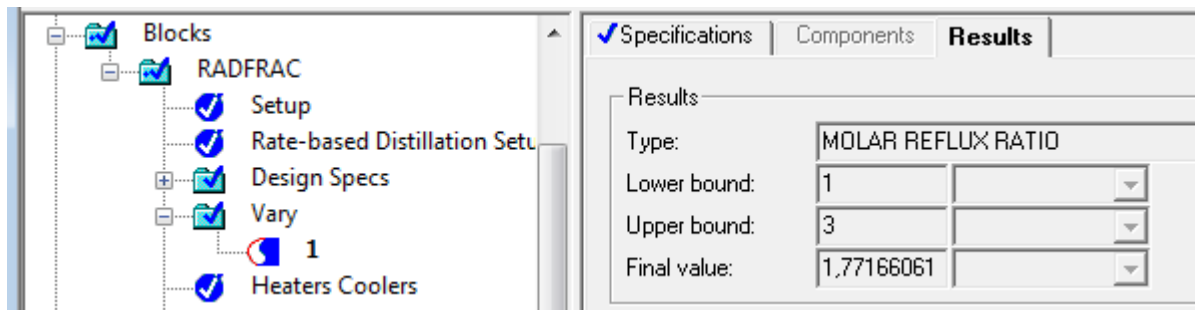 Blocks
RADFRAC
Setup
Rate-based Distillation Setu
Design Specs
Vary
1
Heaters Coolers
Specifications Components Results
Results
Type: MOLAR REFLUX RATIO
Lower bound: 1
Upper bound: 3
Final value: 1,77166061